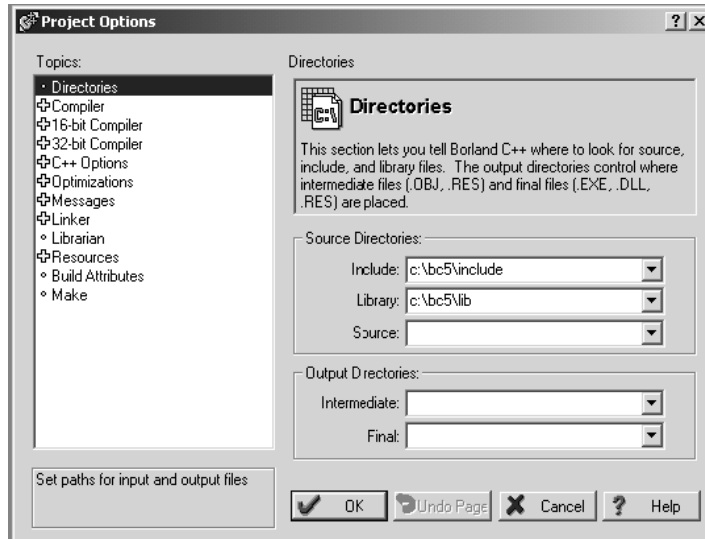 Project Options
Topics:
Directories
Compiler
16-bit Compiler
32-bit Compiler
C++ Options
Optimizations
Messages
Linker
Librarian
Resources
Build Attributes
Make
Set paths for input and output files
Directories
C:\
Directories
This section lets you tell Borland C++ where to look for source,
include, and library files. The output directories control where
intermediate files (.OBJ, .RES) and final files (.EXE, .DLL,
.RES) are placed.
Source Directories:
Include: c:\bc5\include
Library: c:\bc5\lib
Source:
Output Directories:
Intermediate:
Final:
OK Undo Page Cancel Help